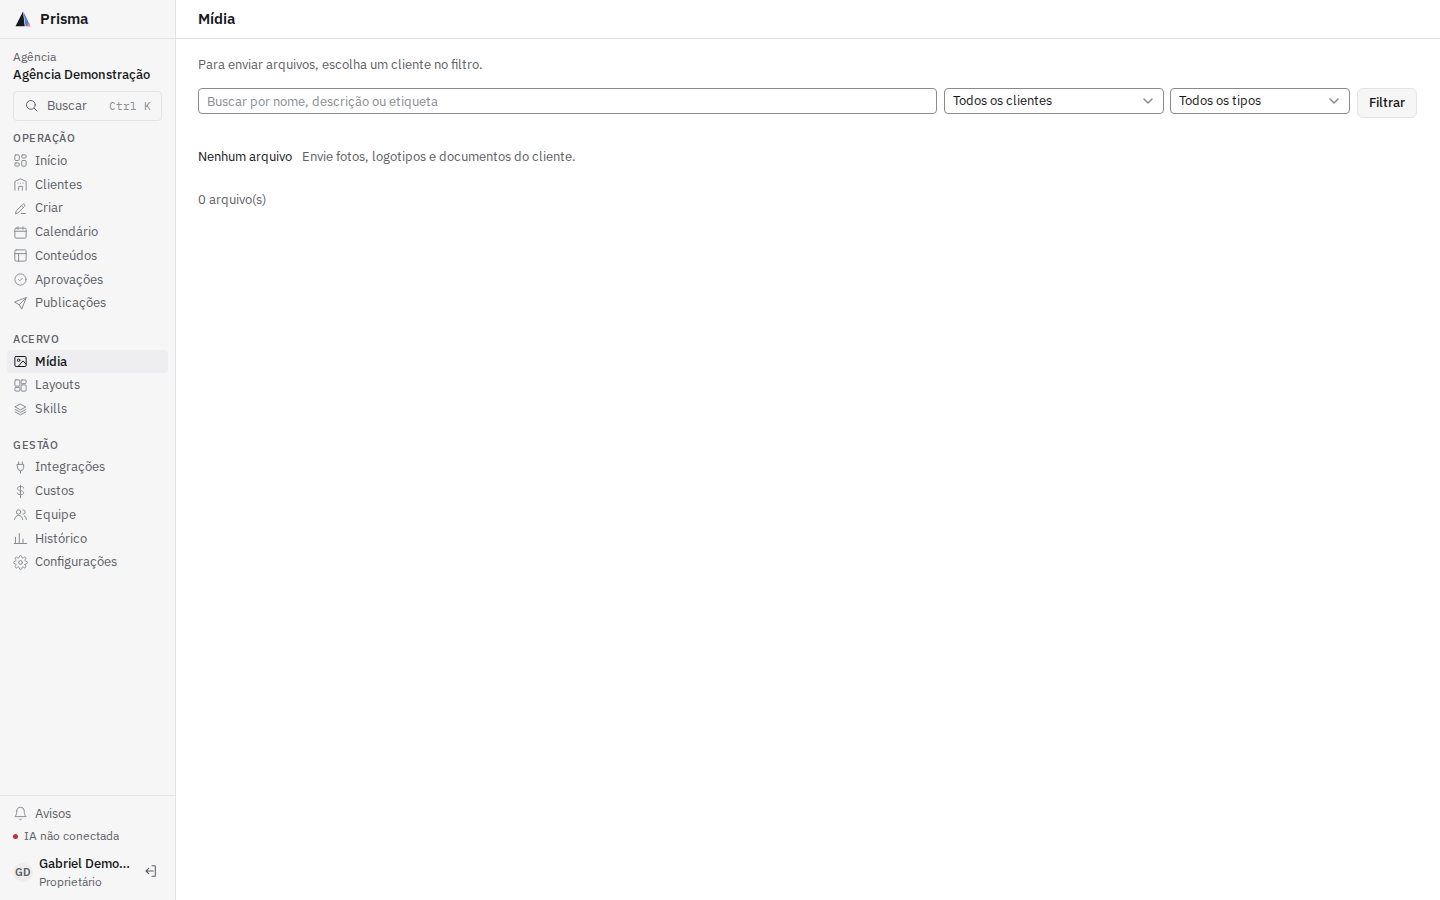 Prisma
Agência
Agência Demonstração
Buscar Ctrl K
OPERAÇÃO
Início
Clientes
Criar
Calendário
Conteúdos
Aprovações
Publicações
ACERVO
Mídia
Layouts
Skills
GESTÃO
Integrações
Custos
Equipe
Histórico
Configurações
Avisos
IA não conectada
GD
Gabriel Demo...
Proprietário
Mídia
Para enviar arquivos, escolha um cliente no filtro.
Buscar por nome, descrição ou etiqueta
Todos os clientes
Todos os tipos
Filtrar
Nenhum arquivo Envie fotos, logotipos e documentos do cliente.
0 arquivo(s)